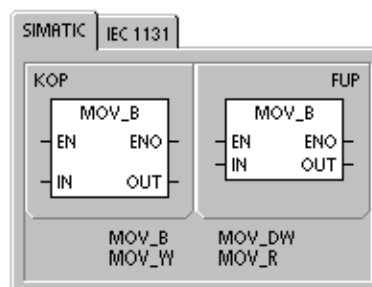 SIMATIC IEC 1131
KOP FUP
MOV_B MOV_B
EN ENO EN ENO
IN OUT IN OUT
MOV_B MOV_DW
MOV_W MOV_R